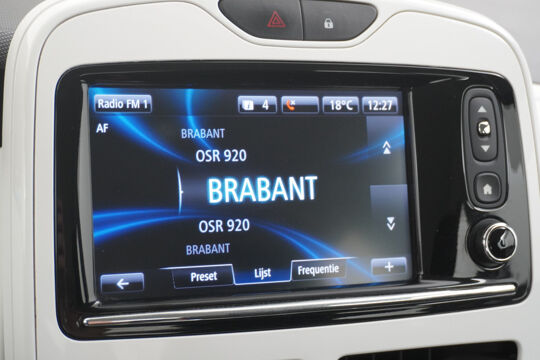 Radio FM 1
4
18°C
12:27
AF
BRABANT
OSR 920
BRABANT
OSR 920
BRABANT
Preset
Lijst
Frequentie
+